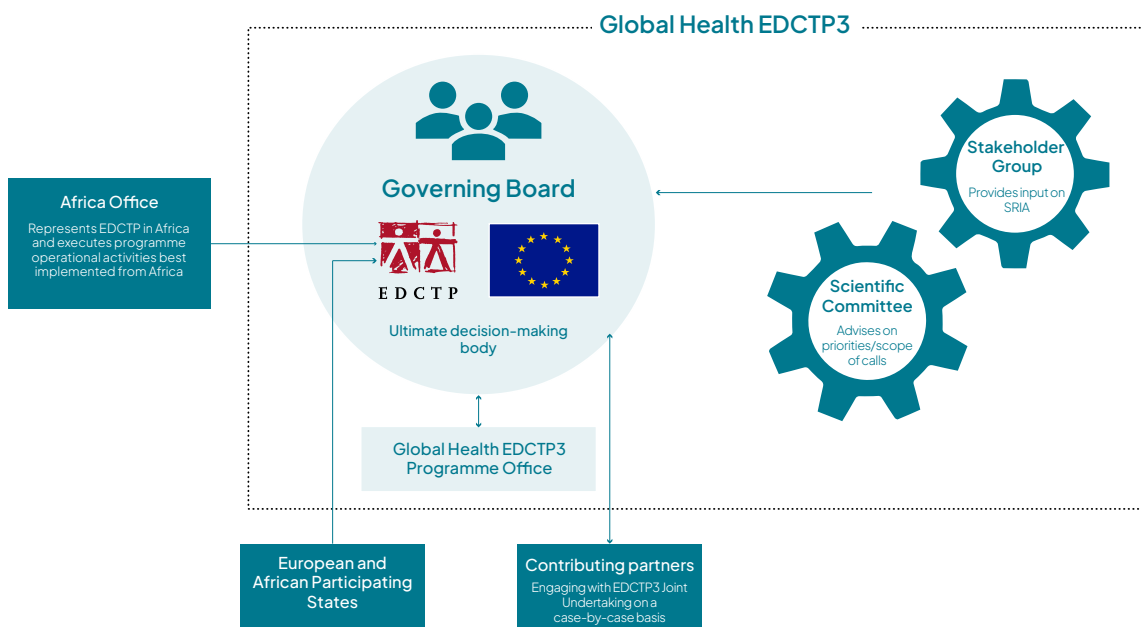 Global Health EDCTP3
Governing Board
EDCTP
Ultimate decision-making
body
Africa Office
Represents EDCTP in Africa
and executes programme
operational activities best
implemented from Africa
Stakeholder
Group
Provides input on
SRIA
Scientific
Committee
Advises on
priorities/scope
of calls
Global Health EDCTP3
Programme Office
European and
African Participating
States
Contributing partners
Engaging with EDCTP3 Joint
Undertaking on a
case-by-case basis